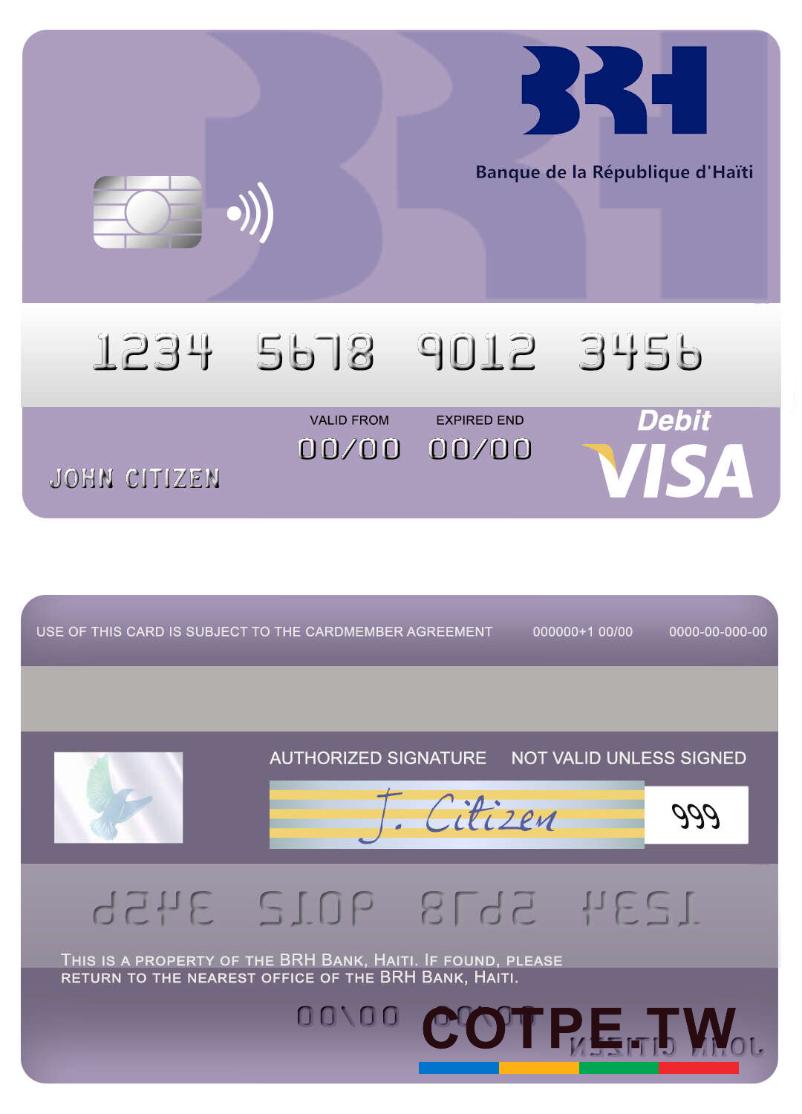 BRH
Banque de la République d'Haïti
1234 5678 9012 3456
VALID FROM EXPIRED END
00/00 00/00
JOHN CITIZEN
Debit
VISA
USE OF THIS CARD IS SUBJECT TO THE CARDMEMBER AGREEMENT 000000+1 00/00 0000-00-000-00
AUTHORIZED SIGNATURE NOT VALID UNLESS SIGNED
J. Citizen
999
1234 5678 9012 3456
THIS IS A PROPERTY OF THE BRH BANK, HAITI. IF FOUND, PLEASE
RETURN TO THE NEAREST OFFICE OF THE BRH BANK, HAITI.
00/00 00/00
COTPE.TW
JOHN CITIZEN